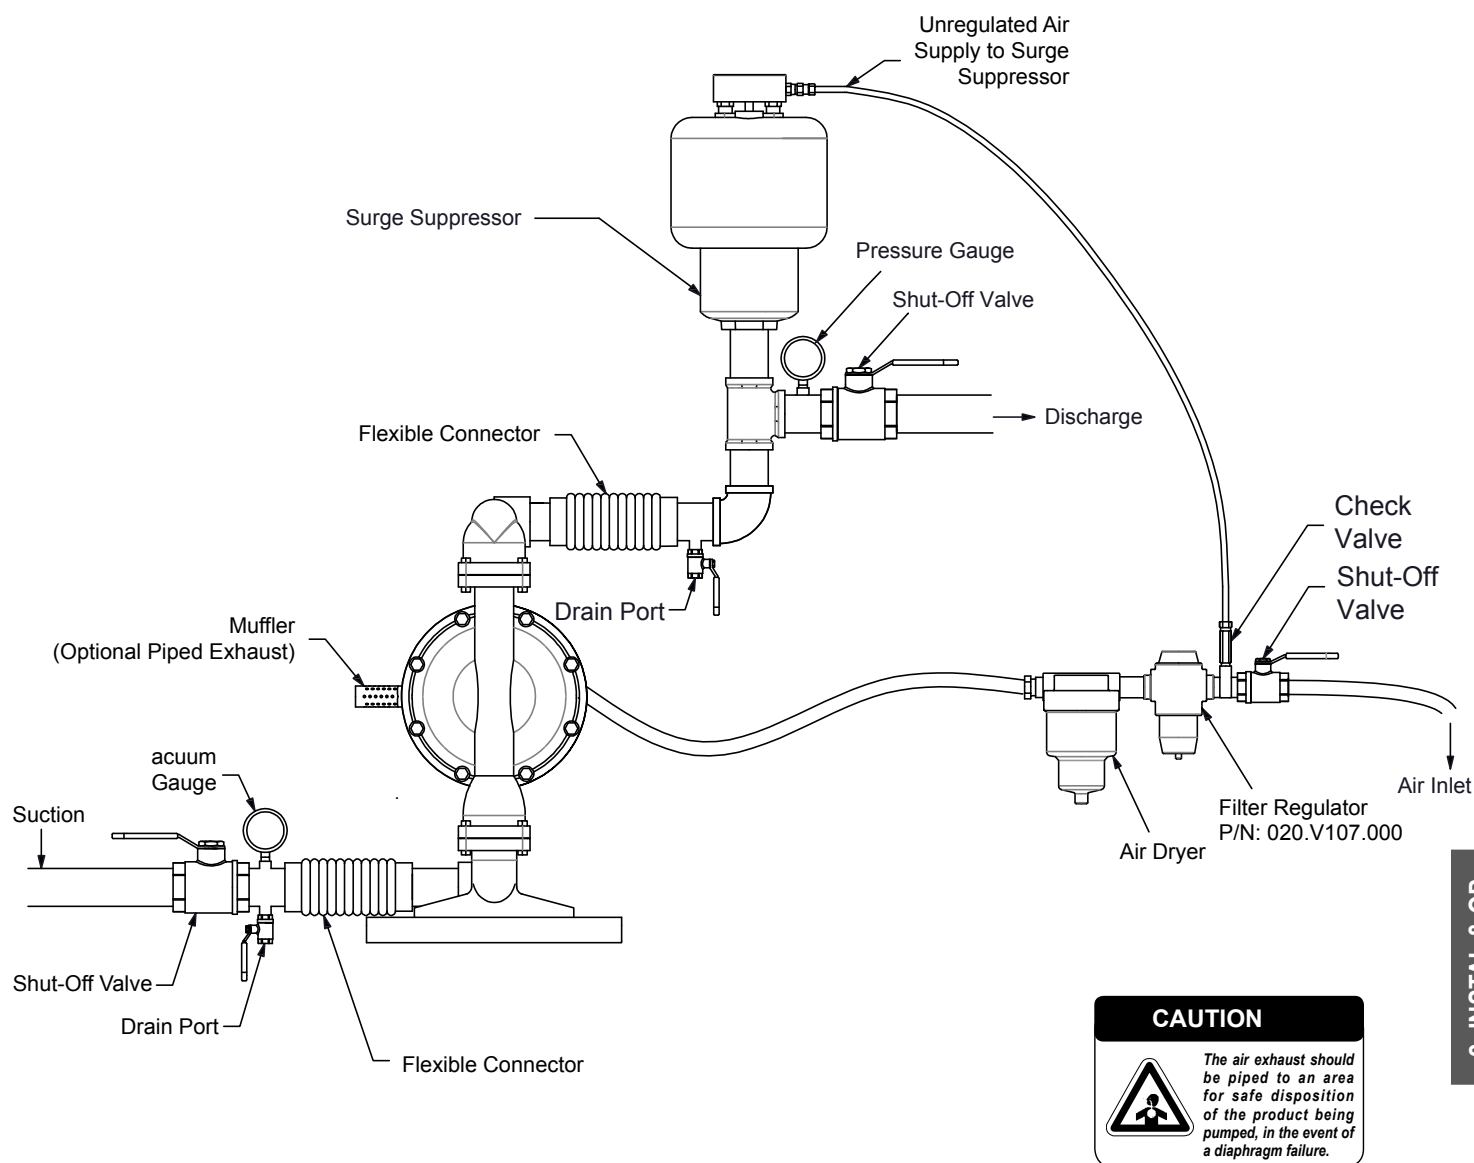 Unregulated Air
Supply to Surge
Suppressor
Surge Suppressor
Pressure Gauge
Shut-Off Valve
Discharge
Flexible Connector
Check
Valve
Shut-Off
Valve
Drain Port
Muffler
(Optional Piped Exhaust)
acuum
Gauge
Suction
Air Inlet
Filter Regulator
P/N: 020.V107.000
Air Dryer
Shut-Off Valve
Drain Port
Flexible Connector
CAUTION
The air exhaust should
be piped to an area
for safe disposition
of the product being
pumped, in the event of
a diaphragm failure.
INSTAL & OP